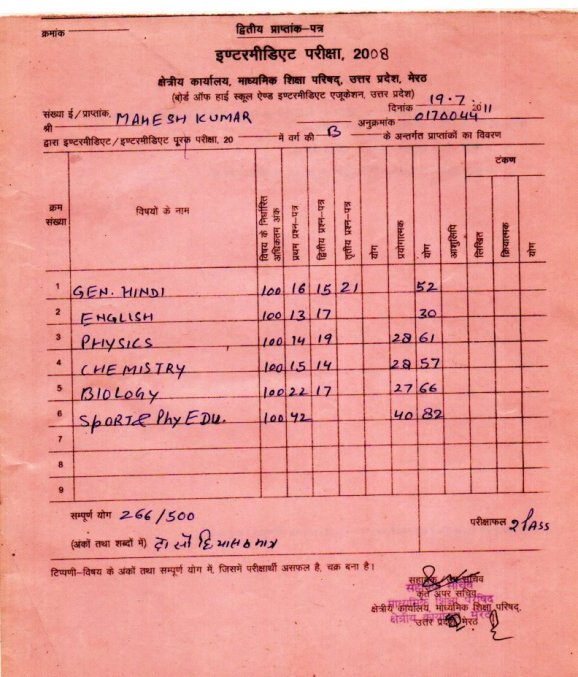 क्रमांक
द्वितीय प्राप्तांक-पत्र
इण्टरमीडिएट परीक्षा, 2008
क्षेत्रीय कार्यालय, माध्यमिक शिक्षा परिषद्, उत्तर प्रदेश, मेरठ
(बोर्ड ऑफ हाई स्कूल ऐण्ड इण्टरमीडिएट एजूकेशन, उत्तर प्रदेश)
दिनांक 19.7. 2011
संख्या ई/प्राप्तांक,
श्री MAHESH KUMAR अनुक्रमांक 0170044
द्वारा इण्टरमीडिएट/इण्टरमीडिएट पूरक परीक्षा, 20 में वर्ग की B के अन्तर्गत प्राप्तांकों का विवरण
क्रम संख्या विषयों के नाम विषय के निर्धारित अधिकतम अंक प्रथम प्रश्न-पत्र द्वितीय प्रश्न-पत्र तृतीय प्रश्न-पत्र योग प्रयोगात्मक योग आशुलिपि टंकण लिखित क्रियात्मक योग
1 GEN. HINDI 100 16 15 21 52
2 ENGLISH 100 13 17 30
3 PHYSICS 100 14 19 28 61
4 CHEMISTRY 100 15 14 28 57
5 BIOLOGY 100 22 17 27 66
6 SPORT & Phy EDU. 100 42 40 82
7
8
9
सम्पूर्ण योग 266/500
परीक्षाफल 2 PASS
(अंकों तथा शब्दों में) दो सौ छियासठ मात्र
टिप्पणी-विषय के अंकों तथा सम्पूर्ण योग में, जिसमें परीक्षार्थी असफल है, चक्र बना है।
कृते अपर सचिव
क्षेत्रीय कार्यालय, माध्यमिक शिक्षा परिषद्,
उत्तर प्रदेश, मेरठ